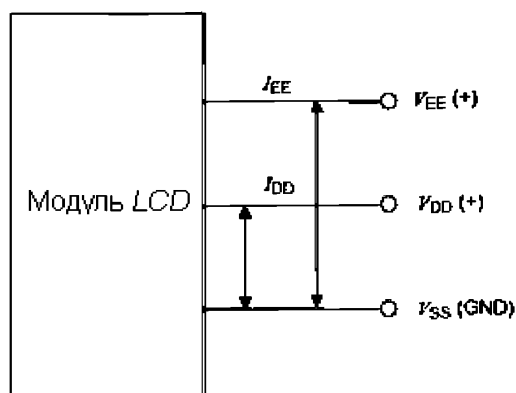 I_EE
V_EE (+)
Модуль LCD
I_DD
V_DD (+)
V_SS (GND)